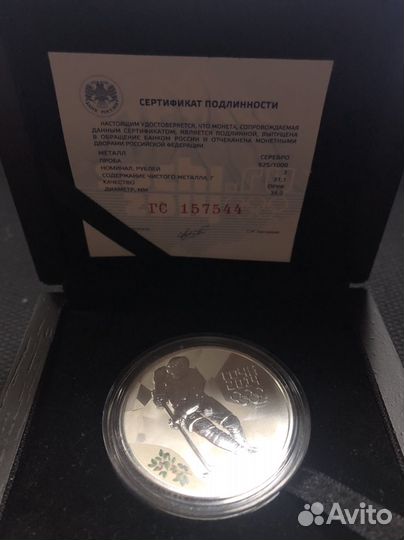 СЕРТИФИКАТ ПОДЛИННОСТИ
НАСТОЯЩИМ УДОСТОВЕРЯЕТСЯ, ЧТО МОНЕТА, СОПРОВОЖДАЕМАЯ
ДАННЫМ СЕРТИФИКАТОМ, ЯВЛЯЕТСЯ ПОДЛИННОЙ, ВЫПУЩЕНА
В ОБРАЩЕНИЕ БАНКОМ РОССИИ И ОТЧЕКАНЕНА МОНЕТНЫМИ
ДВОРАМИ РОССИЙСКОЙ ФЕДЕРАЦИИ.
МЕТАЛЛ СЕРЕБРО
ПРОБА 925/1000
НОМИНАЛ, РУБЛЕЙ 3
СОДЕРЖАНИЕ ЧИСТОГО МЕТАЛЛА, Г 31,1
КАЧЕСТВО ПРУФ
ДИАМЕТР, ММ 39,0
ГС 157544
sochi
2014
Avito